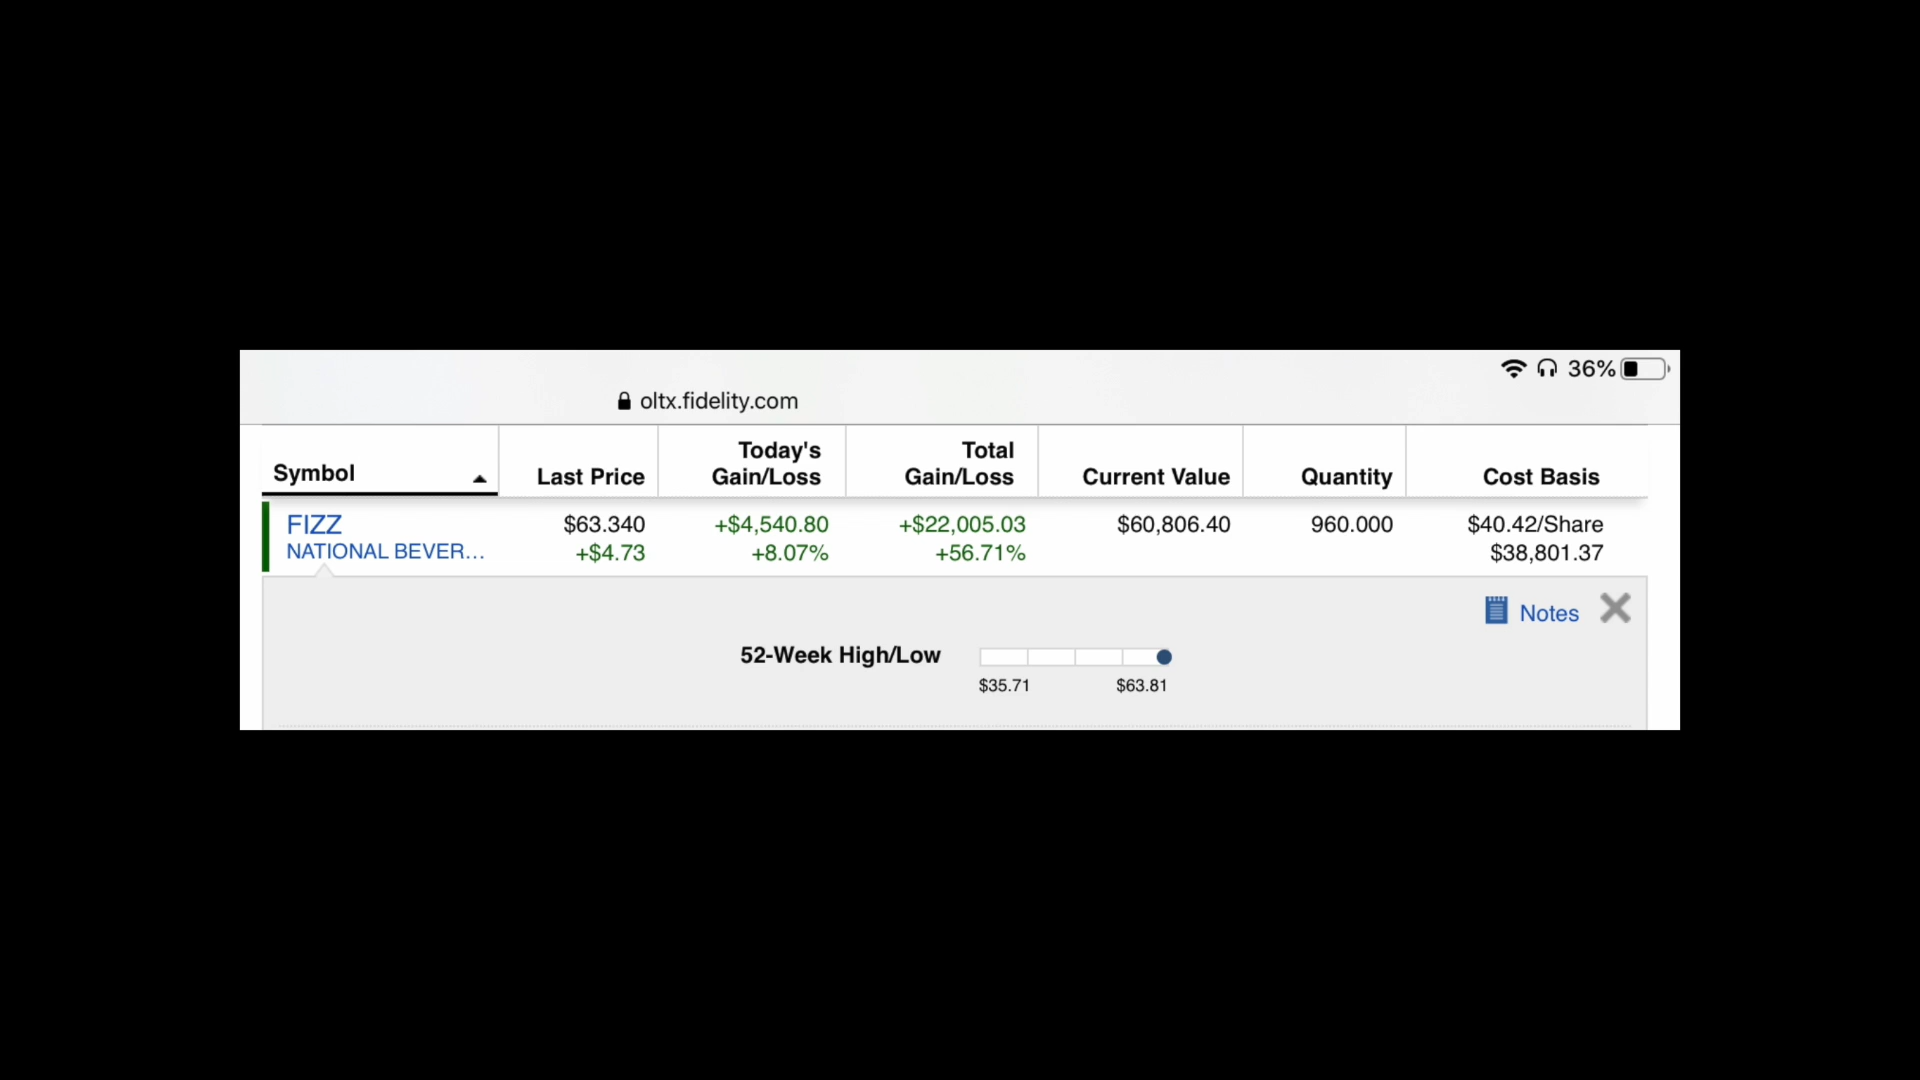 36%
oltx.fidelity.com
Symbol Last Price Today's Gain/Loss Total Gain/Loss Current Value Quantity Cost Basis
FIZZ $63.340 +$4,540.80 +$22,005.03 $60,806.40 960.000 $40.42/Share
NATIONAL BEVER... +$4.73 +8.07% +56.71% $38,801.37
Notes
52-Week High/Low
$35.71 $63.81